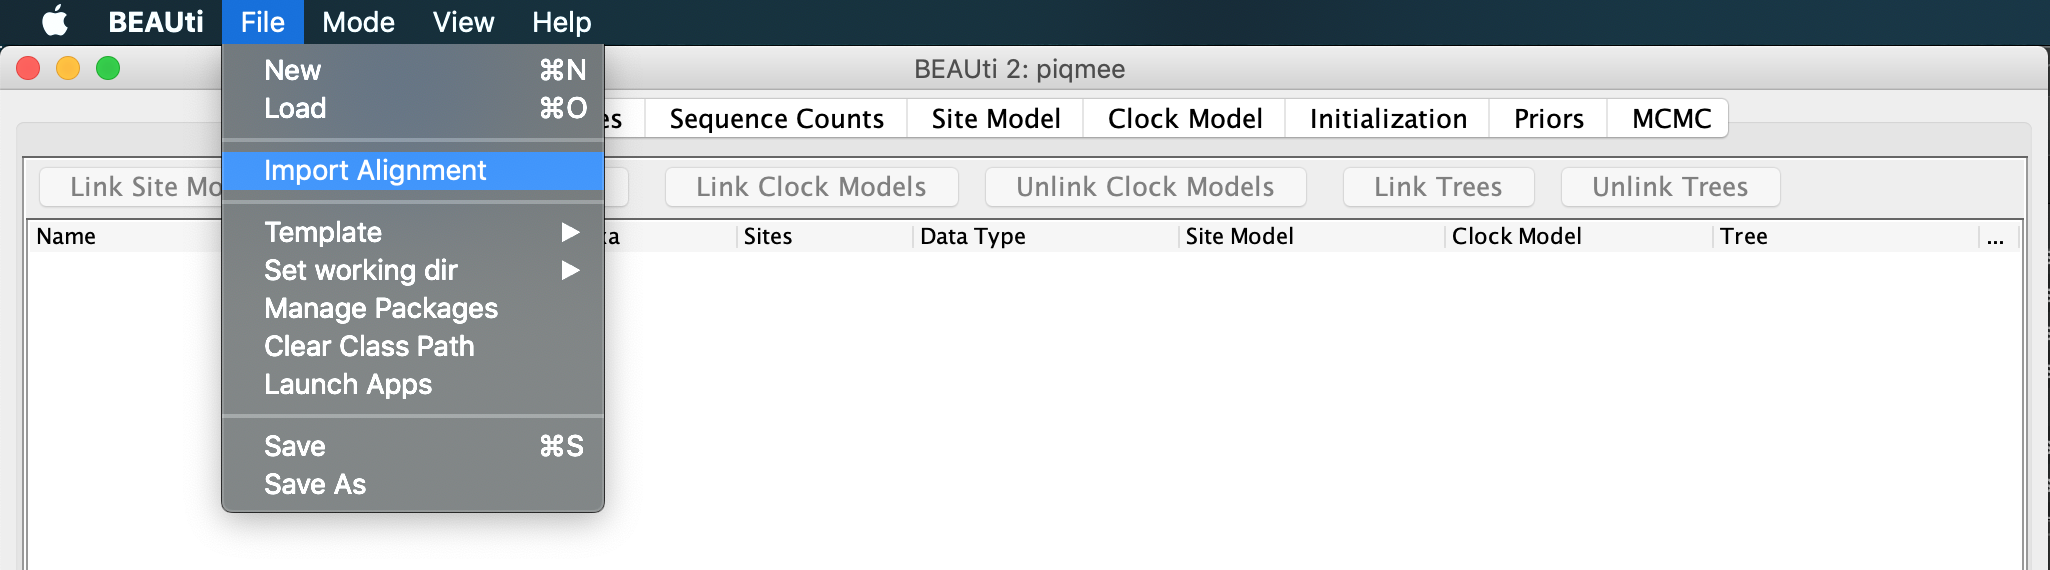 BEAUti File Mode View Help
BEAUti 2: piqmee
New ⌘N
Load ⌘O
Sequence Counts Site Model Clock Model Initialization Priors MCMC
Import Alignment
Link Clock Models Unlink Clock Models Link Trees Unlink Trees
Link Site
Name Sites Data Type Site Model Clock Model Tree ...
Template
Set working dir
Manage Packages
Clear Class Path
Launch Apps
Save ⌘S
Save As